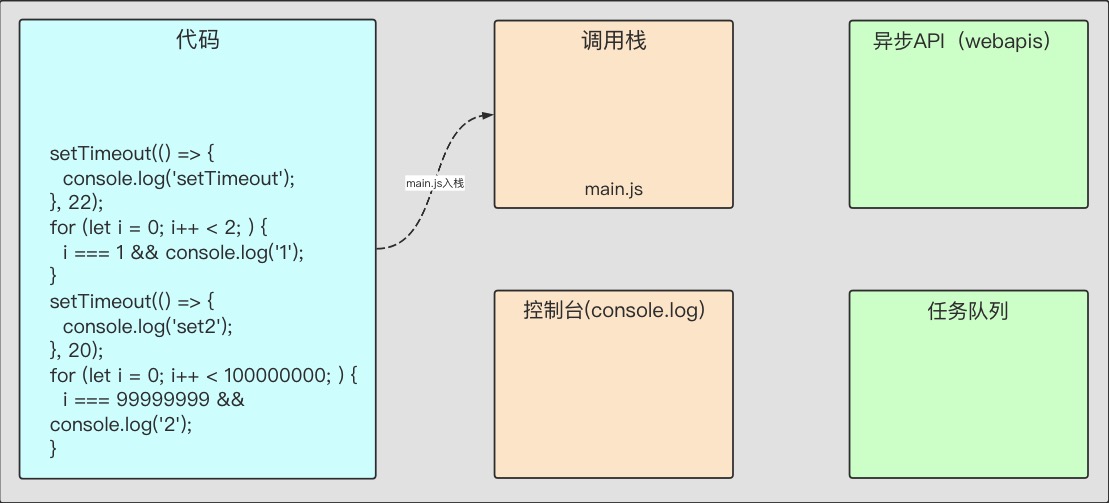 代码
setTimeout(() => {
console.log('setTimeout');
}, 22);
for (let i = 0; i++ < 2; ) {
i === 1 && console.log('1');
}
setTimeout(() => {
console.log('set2');
}, 20);
for (let i = 0; i++ < 100000000; ) {
i === 99999999 &&
console.log('2');
}
main.js入栈
调用栈
main.js
异步API（webapis）
控制台(console.log)
任务队列